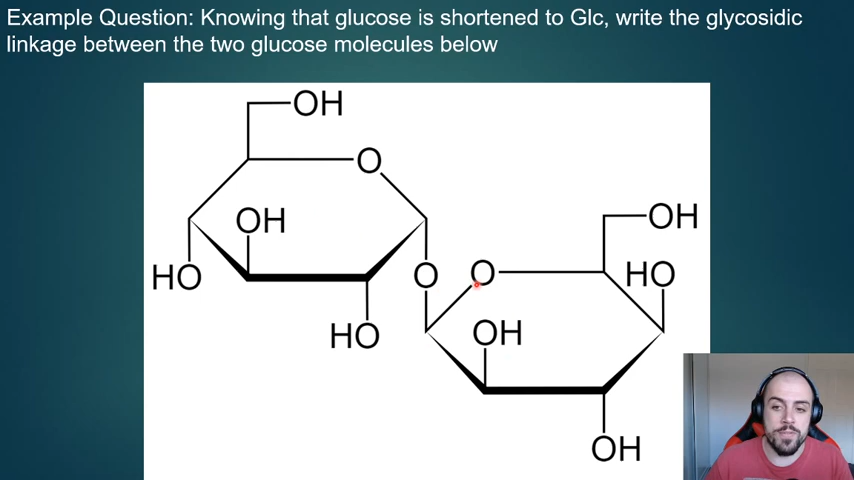 Example Question: Knowing that glucose is shortened to Glc, write the glycosidic
linkage between the two glucose molecules below
OH
O
OH
HO
HO
O
O
OH
HO
OH
OH